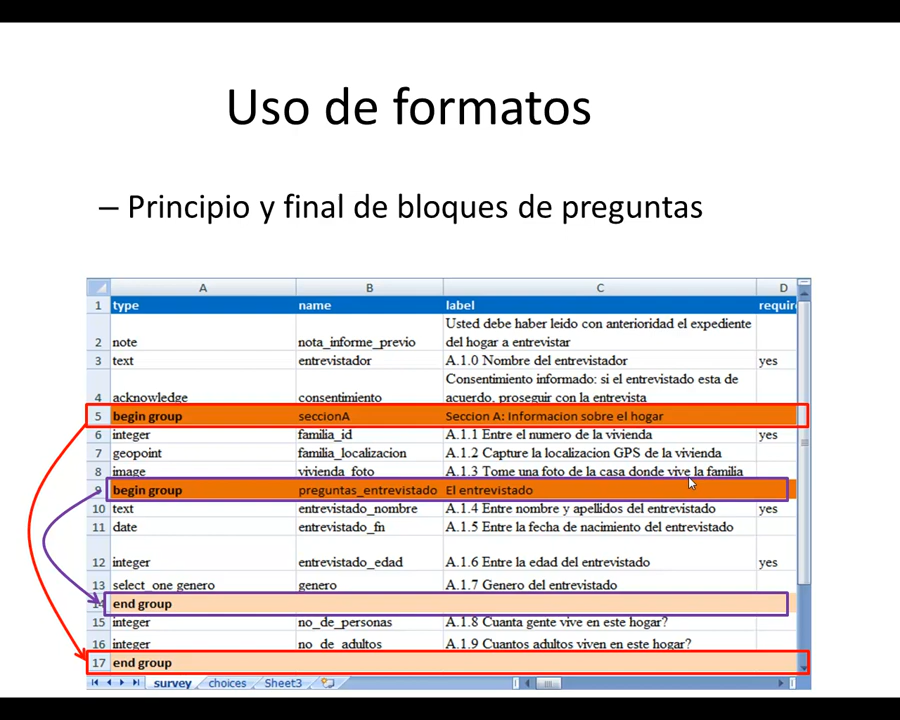 Uso de formatos
– Principio y final de bloques de preguntas
A B C D
1 type name label requir
2 note nota_informe_previo Usted debe haber leido con anterioridad el expediente
del hogar a entrevistar
3 text entrevistador A.1.0 Nombre del entrevistador yes
4 acknowledge consentimiento Consentimiento informado: si el entrevistado esta de
acuerdo, proseguir con la entrevista
5 begin group seccionA Seccion A: Informacion sobre el hogar
6 integer familia_id A.1.1 Entre el numero de la vivienda yes
7 geopoint familia_localizacion A.1.2 Capture la localizacion GPS de la vivienda
8 image vivienda_foto A.1.3 Tome una foto de la casa donde vive la familia
9 begin group preguntas_entrevistado El entrevistado
10 text entrevistado_nombre A.1.4 Entre nombre y apellidos del entrevistado yes
11 date entrevistado_fn A.1.5 Entre la fecha de nacimiento del entrevistado
12 integer entrevistado_edad A.1.6 Entre la edad del entrevistado yes
13 select_one genero genero A.1.7 Genero del entrevistado
14 end group
15 integer no_de_personas A.1.8 Cuanta gente vive en este hogar?
16 integer no_de_adultos A.1.9 Cuantos adultos viven en este hogar?
17 end group
survey choices Sheet3